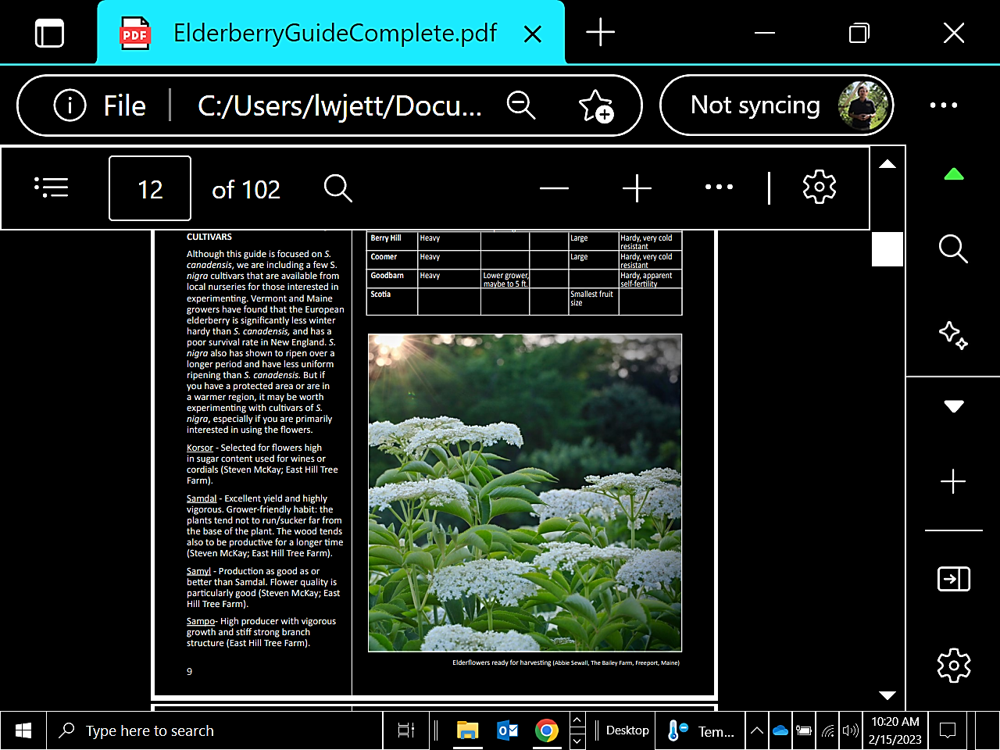 PDF
ElderberryGuideComplete.pdf
File
C:/Users/lwjett/Docu...
Not syncing
12
of 102
CULTIVARS
Although this guide is focused on S.
canadensis, we are including a few S.
nigra cultivars that are available from
local nurseries for those interested in
experimenting. Vermont and Maine
growers have found that the European
elderberry is significantly less winter
hardy than S. canadensis, and has a
poor survival rate in New England. S.
nigra also has shown to ripen over a
longer period and have less uniform
ripening than S. canadensis. But if
you have a protected area or are in
a warmer region, it may be worth
experimenting with cultivars of S.
nigra, especially if you are primarily
interested in using the flowers.
Korsor - Selected for flowers high
in sugar content used for wines or
cordials (Steven McKay; East Hill Tree
Farm).
Samdal - Excellent yield and highly
vigorous. Grower-friendly habit: the
plants tend not to run/sucker far from
the base of the plant. The wood tends
also to be productive for a longer time
(Steven McKay; East Hill Tree Farm).
Samyl - Production as good as or
better than Samdal. Flower quality is
particularly good (Steven McKay; East
Hill Tree Farm).
Sampo- High producer with vigorous
growth and stiff strong branch
structure (East Hill Tree Farm).
9
Berry Hill Heavy Large Hardy, very cold
resistant
Coomer Heavy Large Hardy, very cold
resistant
Goodbarn Heavy Lower grower, Hardy, apparent
maybe to 5 ft. self-fertility
Scotia Smallest fruit
size
Elderflowers ready for harvesting (Abbie Sewall, The Bailey Farm, Freeport, Maine)
Type here to search
Desktop
Tem...
10:20 AM
2/15/2023